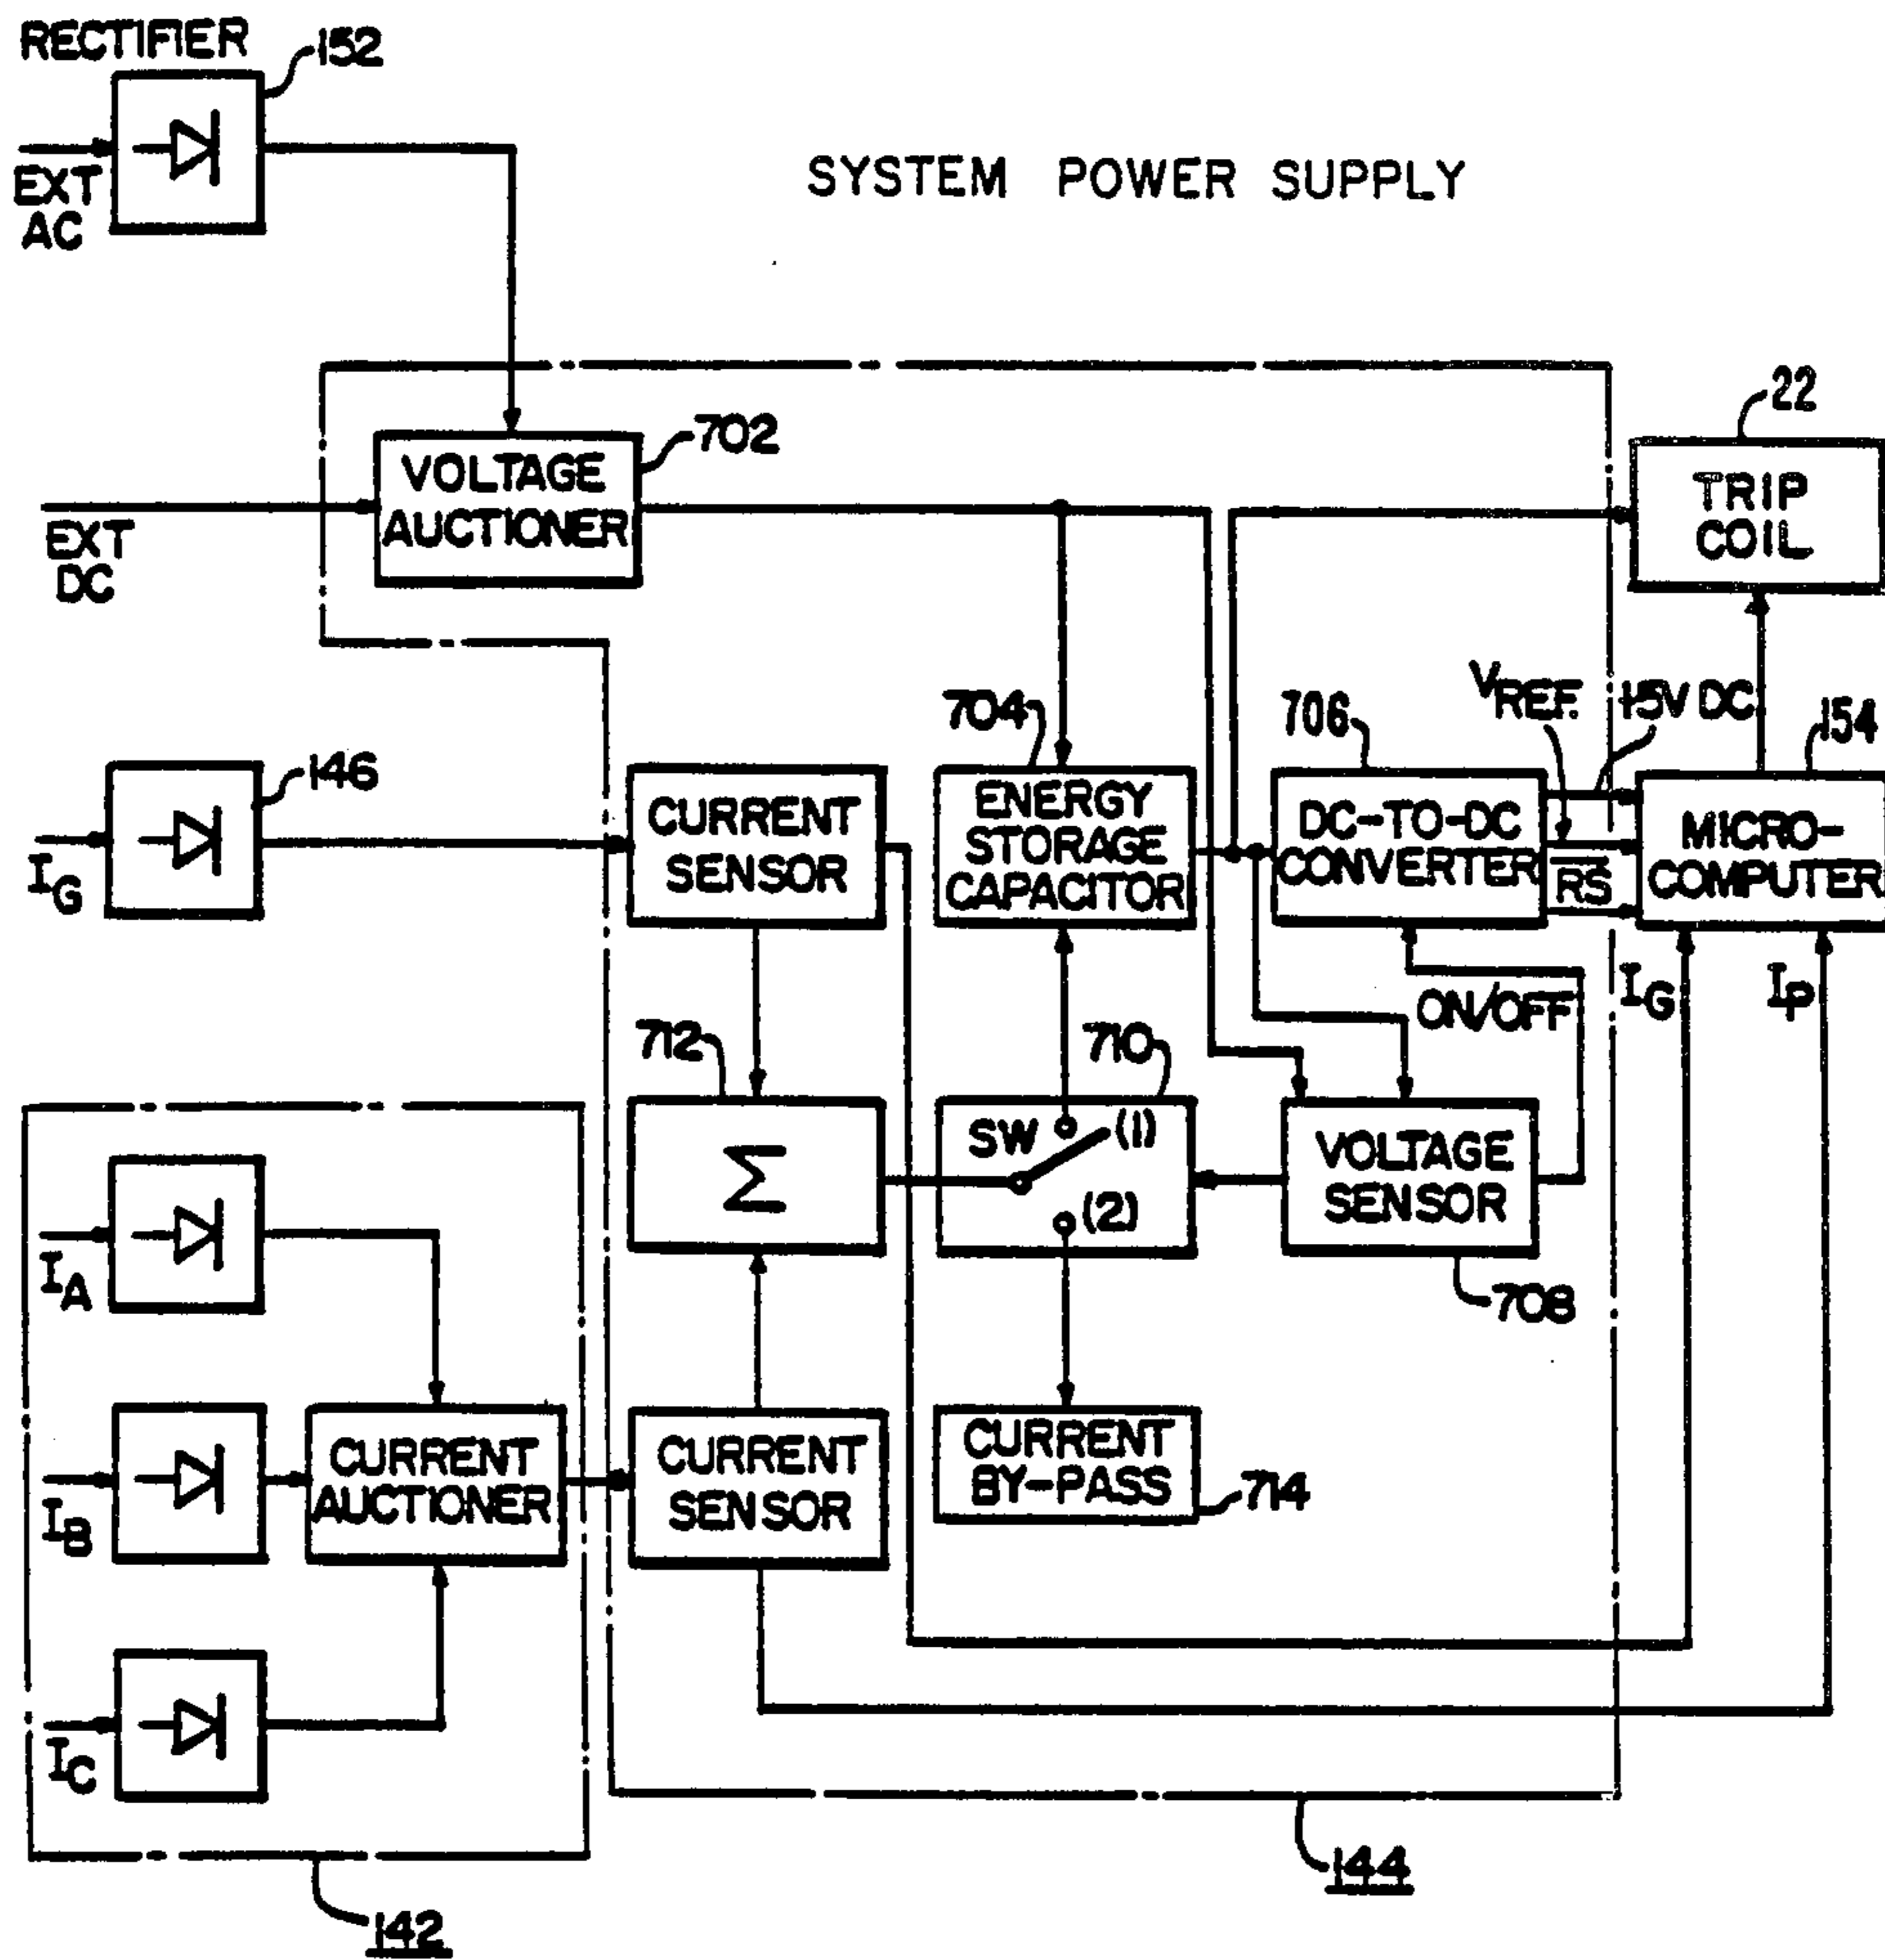 RECTIFIER
152
EXT
AC
SYSTEM POWER SUPPLY
22
702
VOLTAGE
AUCTIONER
TRIP
COIL
EXT
DC
VREF.
15V DC
704
706
154
146
CURRENT
SENSOR
ENERGY
STORAGE
CAPACITOR
DC-TO-DC
CONVERTER
RS
MICRO-
COMPUTER
IG
ON/OFF
IG
IP
712
710
SW
(1)
(2)
Σ
VOLTAGE
SENSOR
708
IA
CURRENT
AUCTIONER
CURRENT
SENSOR
CURRENT
BY-PASS
714
IB
IC
144
142